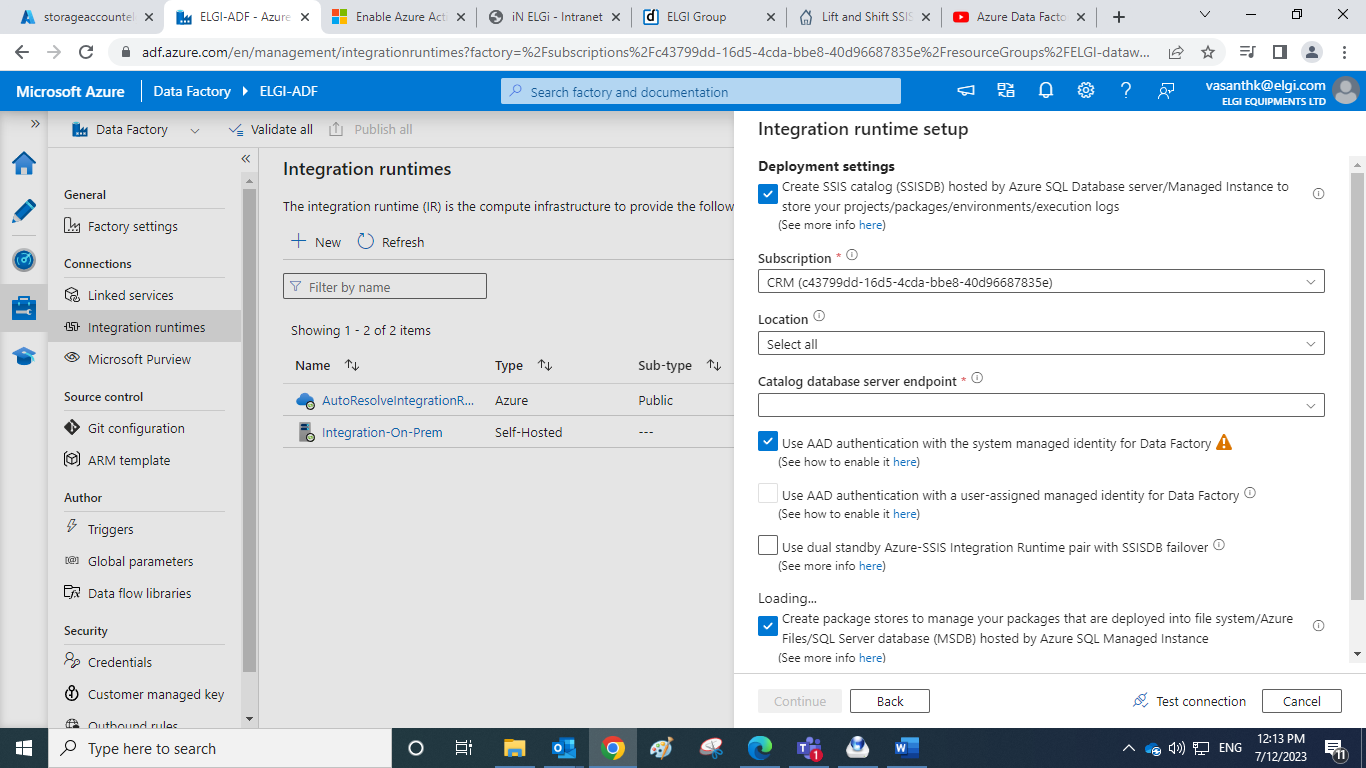 storageaccountel
ELGI-ADF - Azure
Enable Azure Act
iN ELGi - Intranet
ELGI Group
Lift and Shift SSIS
Azure Data Facto
adf.azure.com/en/management/integrationruntimes?factory=%2Fsubscriptions%2Fc43799dd-16d5-4cda-bbe8-40d96687835e%2FresourceGroups%2FELGI-dataw...
Microsoft Azure
Data Factory
ELGI-ADF
Search factory and documentation
vasanthk@elgi.com
ELGI EQUIPMENTS LTD
Data Factory
Validate all
Publish all
General
Factory settings
Connections
Linked services
Integration runtimes
Microsoft Purview
Source control
Git configuration
ARM template
Author
Triggers
Global parameters
Data flow libraries
Security
Credentials
Customer managed key
Outbound rules
Integration runtimes
The integration runtime (IR) is the compute infrastructure to provide the follow
New
Refresh
Filter by name
Showing 1 - 2 of 2 items
Name Type Sub-type
AutoResolveIntegrationR... Azure Public
Integration-On-Prem Self-Hosted ---
Integration runtime setup
Deployment settings
Create SSIS catalog (SSISDB) hosted by Azure SQL Database server/Managed Instance to
store your projects/packages/environments/execution logs
(See more info here)
Subscription *
CRM (c43799dd-16d5-4cda-bbe8-40d96687835e)
Location
Select all
Catalog database server endpoint *
Use AAD authentication with the system managed identity for Data Factory
(See how to enable it here)
Use AAD authentication with a user-assigned managed identity for Data Factory
(See how to enable it here)
Use dual standby Azure-SSIS Integration Runtime pair with SSISDB failover
(See more info here)
Loading...
Create package stores to manage your packages that are deployed into file system/Azure
Files/SQL Server database (MSDB) hosted by Azure SQL Managed Instance
(See more info here)
Continue
Back
Test connection
Cancel
Type here to search
1
ENG
12:13 PM
7/12/2023
11